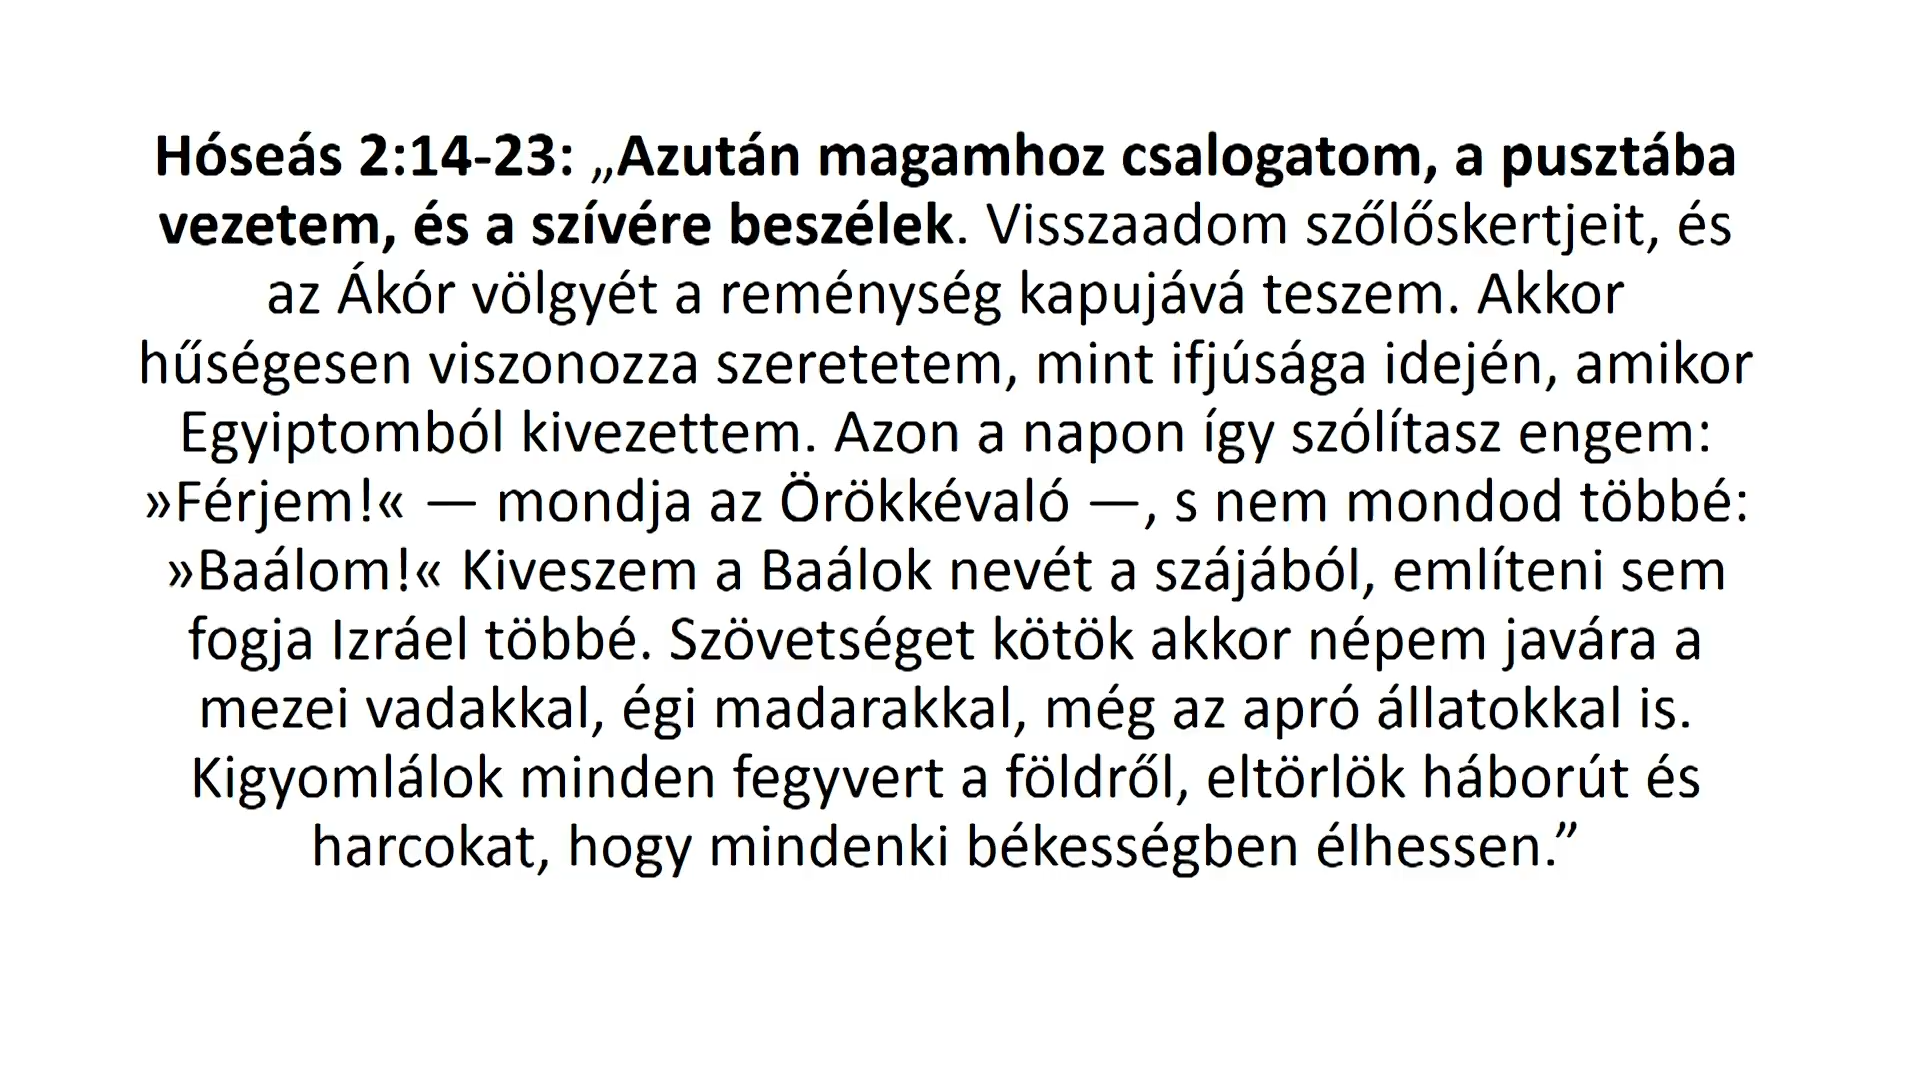 Hóseás 2:14-23: „Azután magamhoz csalogatom, a pusztába
vezetem, és a szívére beszélek. Visszaadom szőlőskertjeit, és
az Ákór völgyét a reménység kapujává teszem. Akkor
hűségesen viszonozza szeretetem, mint ifjúsága idején, amikor
Egyiptomból kivezettem. Azon a napon így szólítasz engem:
»Férjem!« — mondja az Örökkévaló —, s nem mondod többé:
»Baálom!« Kiveszem a Baálok nevét a szájából, említeni sem
fogja Izráel többé. Szövetséget kötök akkor népem javára a
mezei vadakkal, égi madarakkal, még az apró állatokkal is.
Kigyomlálok minden fegyvert a földről, eltörlök háborút és
harcokat, hogy mindenki békességben élhessen.”